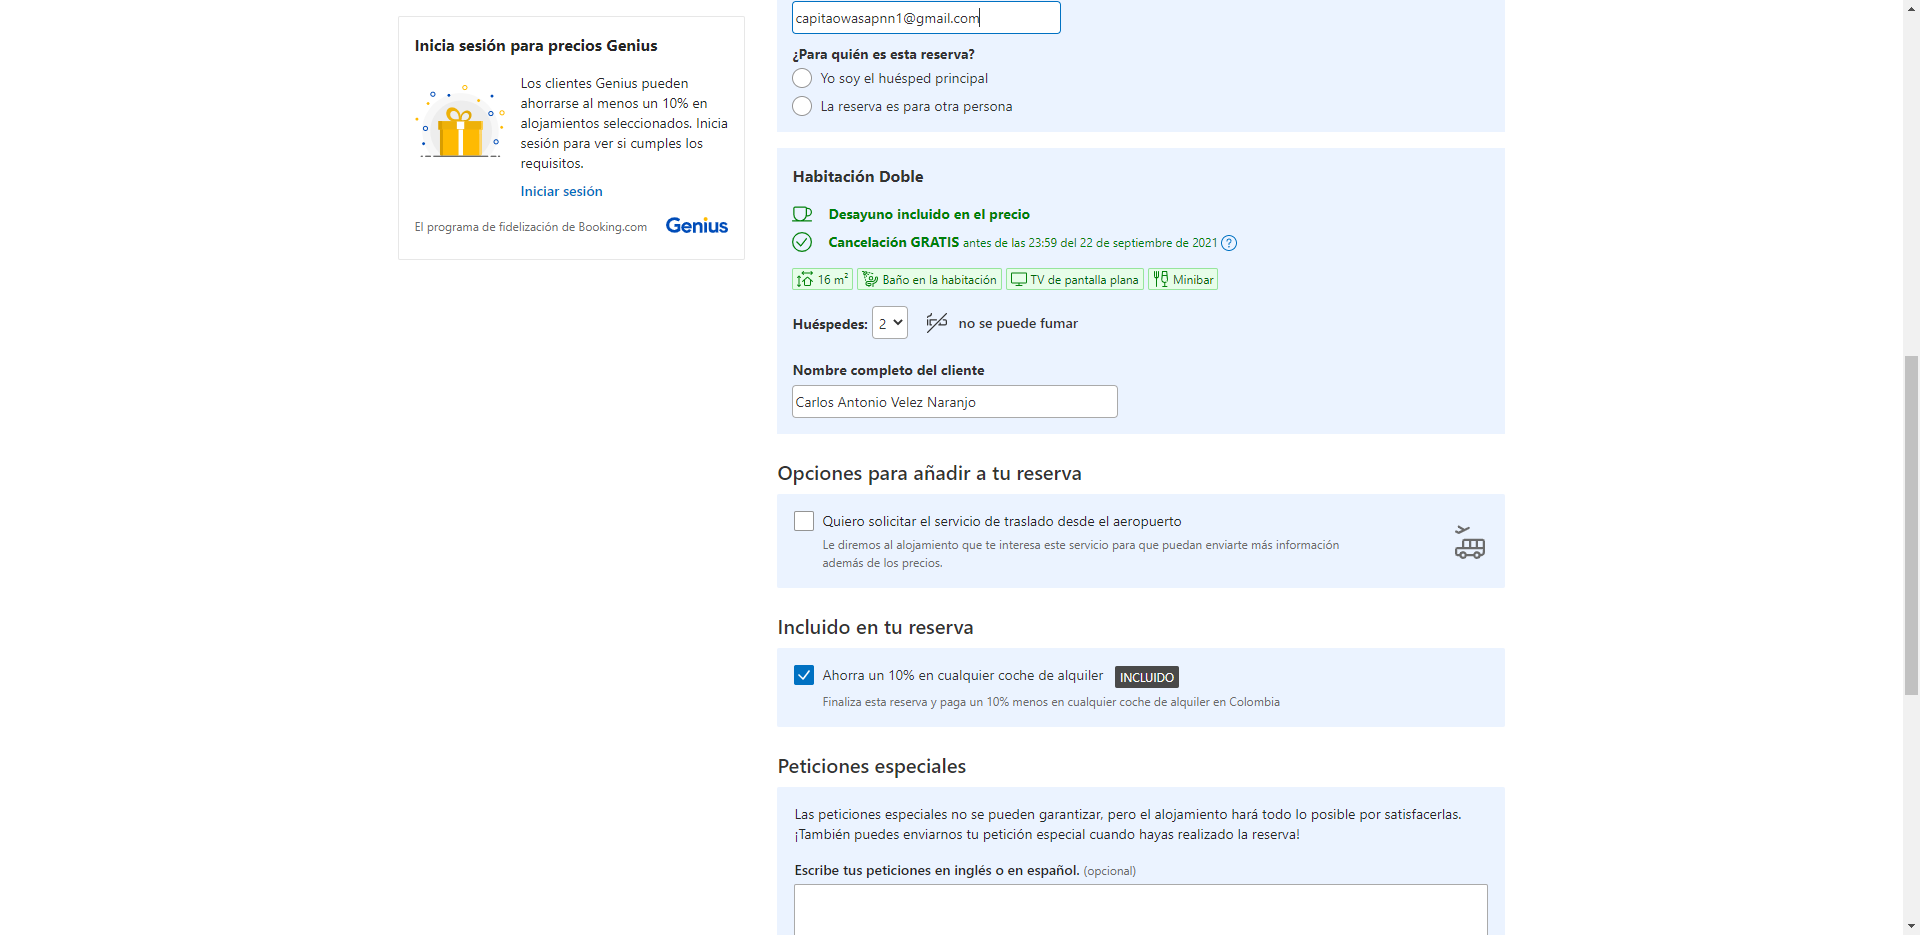 Inicia sesión para precios Genius
Los clientes Genius pueden
ahorrarse al menos un 10% en
alojamientos seleccionados. Inicia
sesión para ver si cumples los
requisitos.
Iniciar sesión
El programa de fidelización de Booking.com
Genius
capitaowasapnn1@gmail.com
¿Para quién es esta reserva?
Yo soy el huésped principal
La reserva es para otra persona
Habitación Doble
Desayuno incluido en el precio
Cancelación GRATIS antes de las 23:59 del 22 de septiembre de 2021 ?
16 m² Baño en la habitación TV de pantalla plana Minibar
Huéspedes: 2 no se puede fumar
Nombre completo del cliente
Carlos Antonio Velez Naranjo
Opciones para añadir a tu reserva
Quiero solicitar el servicio de traslado desde el aeropuerto
Le diremos al alojamiento que te interesa este servicio para que puedan enviarte más información
además de los precios.
Incluido en tu reserva
Ahorra un 10% en cualquier coche de alquiler INCLUIDO
Finaliza esta reserva y paga un 10% menos en cualquier coche de alquiler en Colombia
Peticiones especiales
Las peticiones especiales no se pueden garantizar, pero el alojamiento hará todo lo posible por satisfacerlas.
¡También puedes enviarnos tu petición especial cuando hayas realizado la reserva!
Escribe tus peticiones en inglés o en español. (opcional)